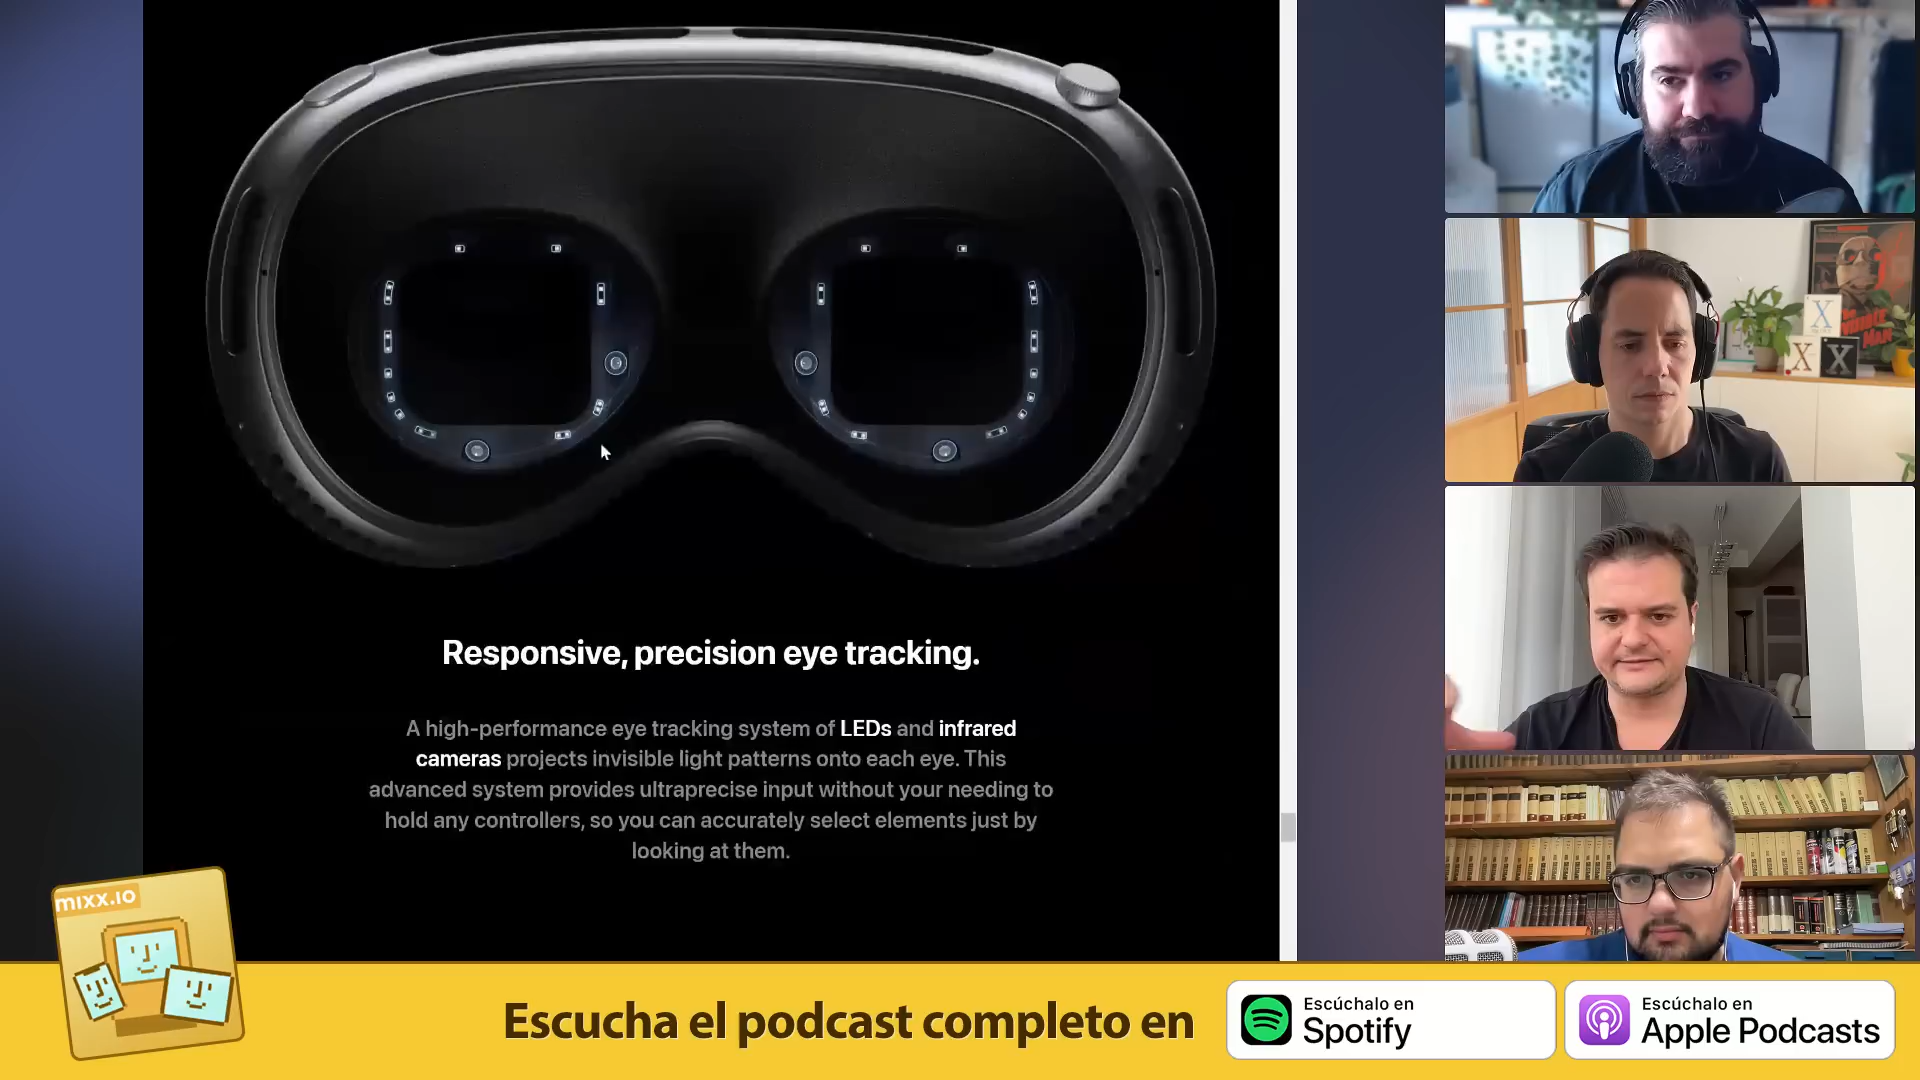 Responsive, precision eye tracking.
A high-performance eye tracking system of LEDs and infrared
cameras projects invisible light patterns onto each eye. This
advanced system provides ultraprecise input without your needing to
hold any controllers, so you can accurately select elements just by
looking at them.
X
X X
mixx.io
Escucha el podcast completo en
Escúchalo en
Spotify
Escúchalo en
Apple Podcasts